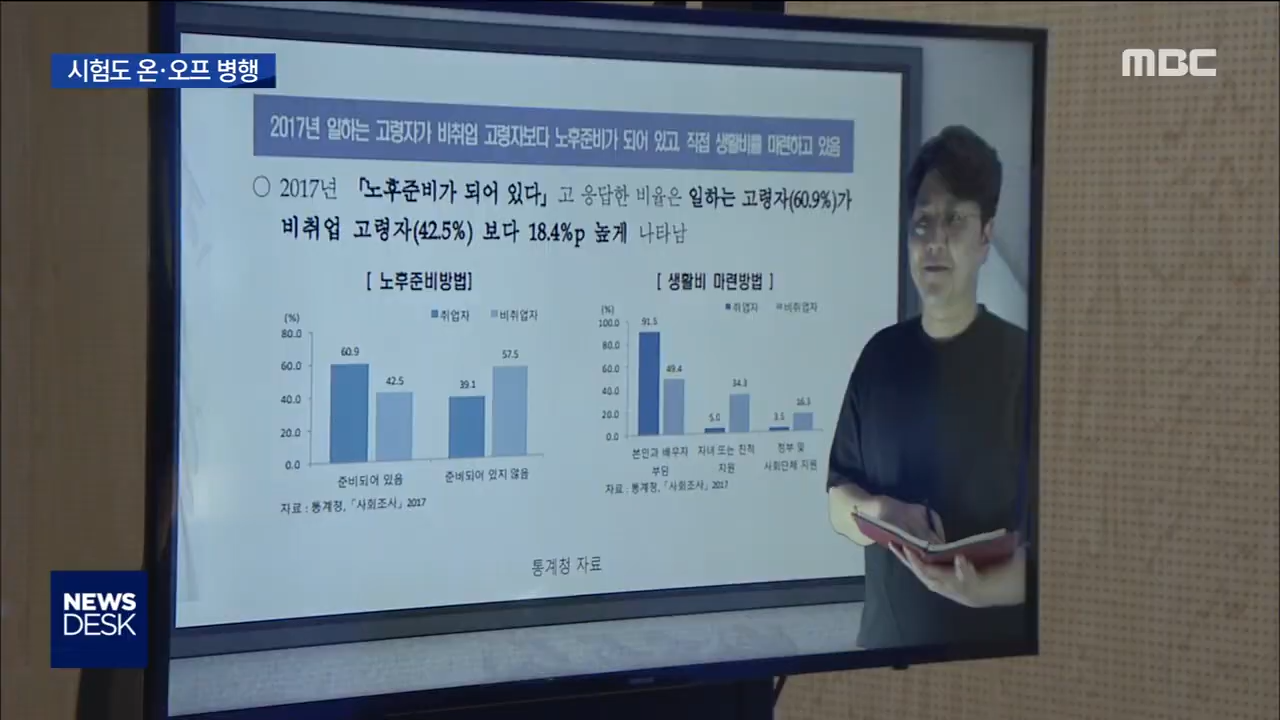 시험도 온·오프 병행
MBC
2017년 일하는 고령자가 비취업 고령자보다 노후준비가 되어 있고, 직접 생활비를 마련하고 있음
○ 2017년 「노후준비가 되어 있다」고 응답한 비율은 일하는 고령자(60.9%)가
비취업 고령자(42.5%) 보다 18.4%p 높게 나타남
[ 노후준비방법]
(%)
취업자 비취업자
80.0
60.0
40.0
20.0
0.0
60.9
42.5
39.1
57.5
준비되어 있음
준비되어 있지 않음
자료 : 통계청, 「사회조사」 2017
[ 생활비 마련방법 ]
(%)
취업자 비취업자
100.0
80.0
60.0
40.0
20.0
0.0
91.5
49.4
5.0
34.3
3.5
16.3
본인과 배우자
부담
자녀 또는 친척
지원
정부 및
사회단체 지원
자료 : 통계청, 「사회조사」 2017
통계청 자료
NEWS
DESK